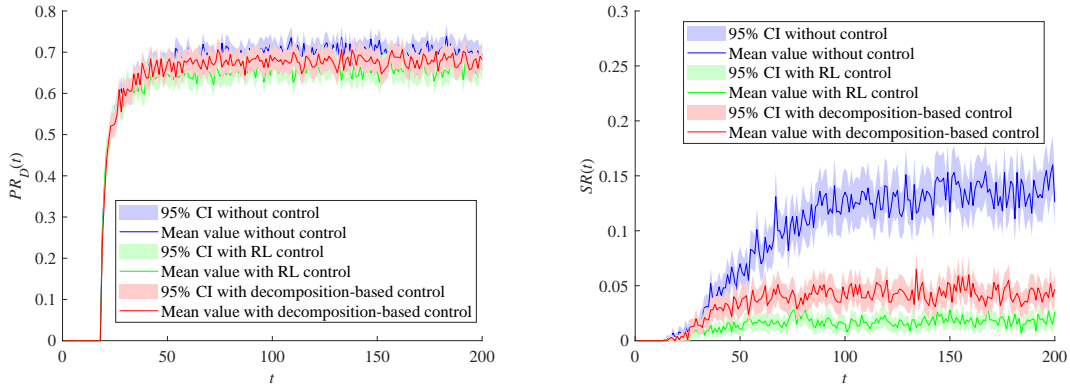 0.8
0.7
0.6
0.5
0.4
0.3
0.2
0.1
0
PR_D(t)
95% CI without control
Mean value without control
95% CI with RL control
Mean value with RL control
95% CI with decomposition-based control
Mean value with decomposition-based control
0 50 100 150 200
t
0.3
0.25
0.2
0.15
0.1
0.05
0
SR(t)
95% CI without control
Mean value without control
95% CI with RL control
Mean value with RL control
95% CI with decomposition-based control
Mean value with decomposition-based control
0 50 100 150 200
t